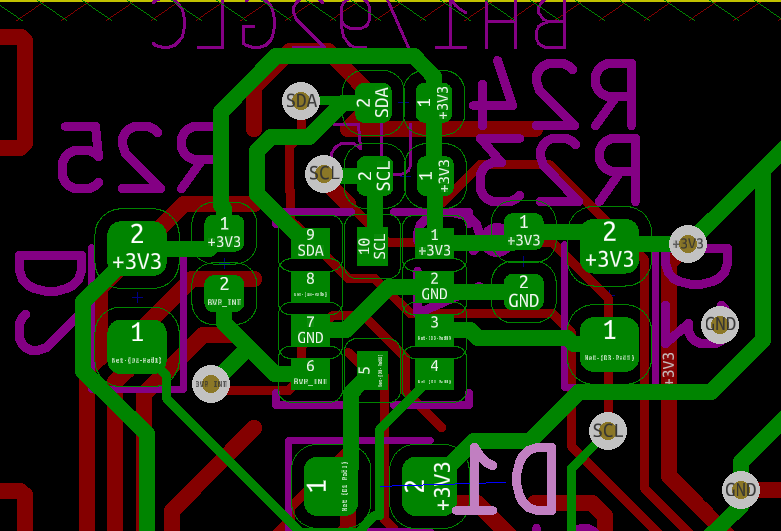 BH1792GLC
SDA
2
SDA
1
+3V3
R24
R25
SCL
2
SCL
1
+3V3
R23
2
+3V3
1
+3V3
9
SDA
10
SCL
1
+3V3
1
+3V3
2
+3V3
+3V3
D
2
8
2
GND
2
GND
D3
1
7
GND
3
1
GND
6
5
4
+3V3
SCL
1
2
+3V3
D1
GND